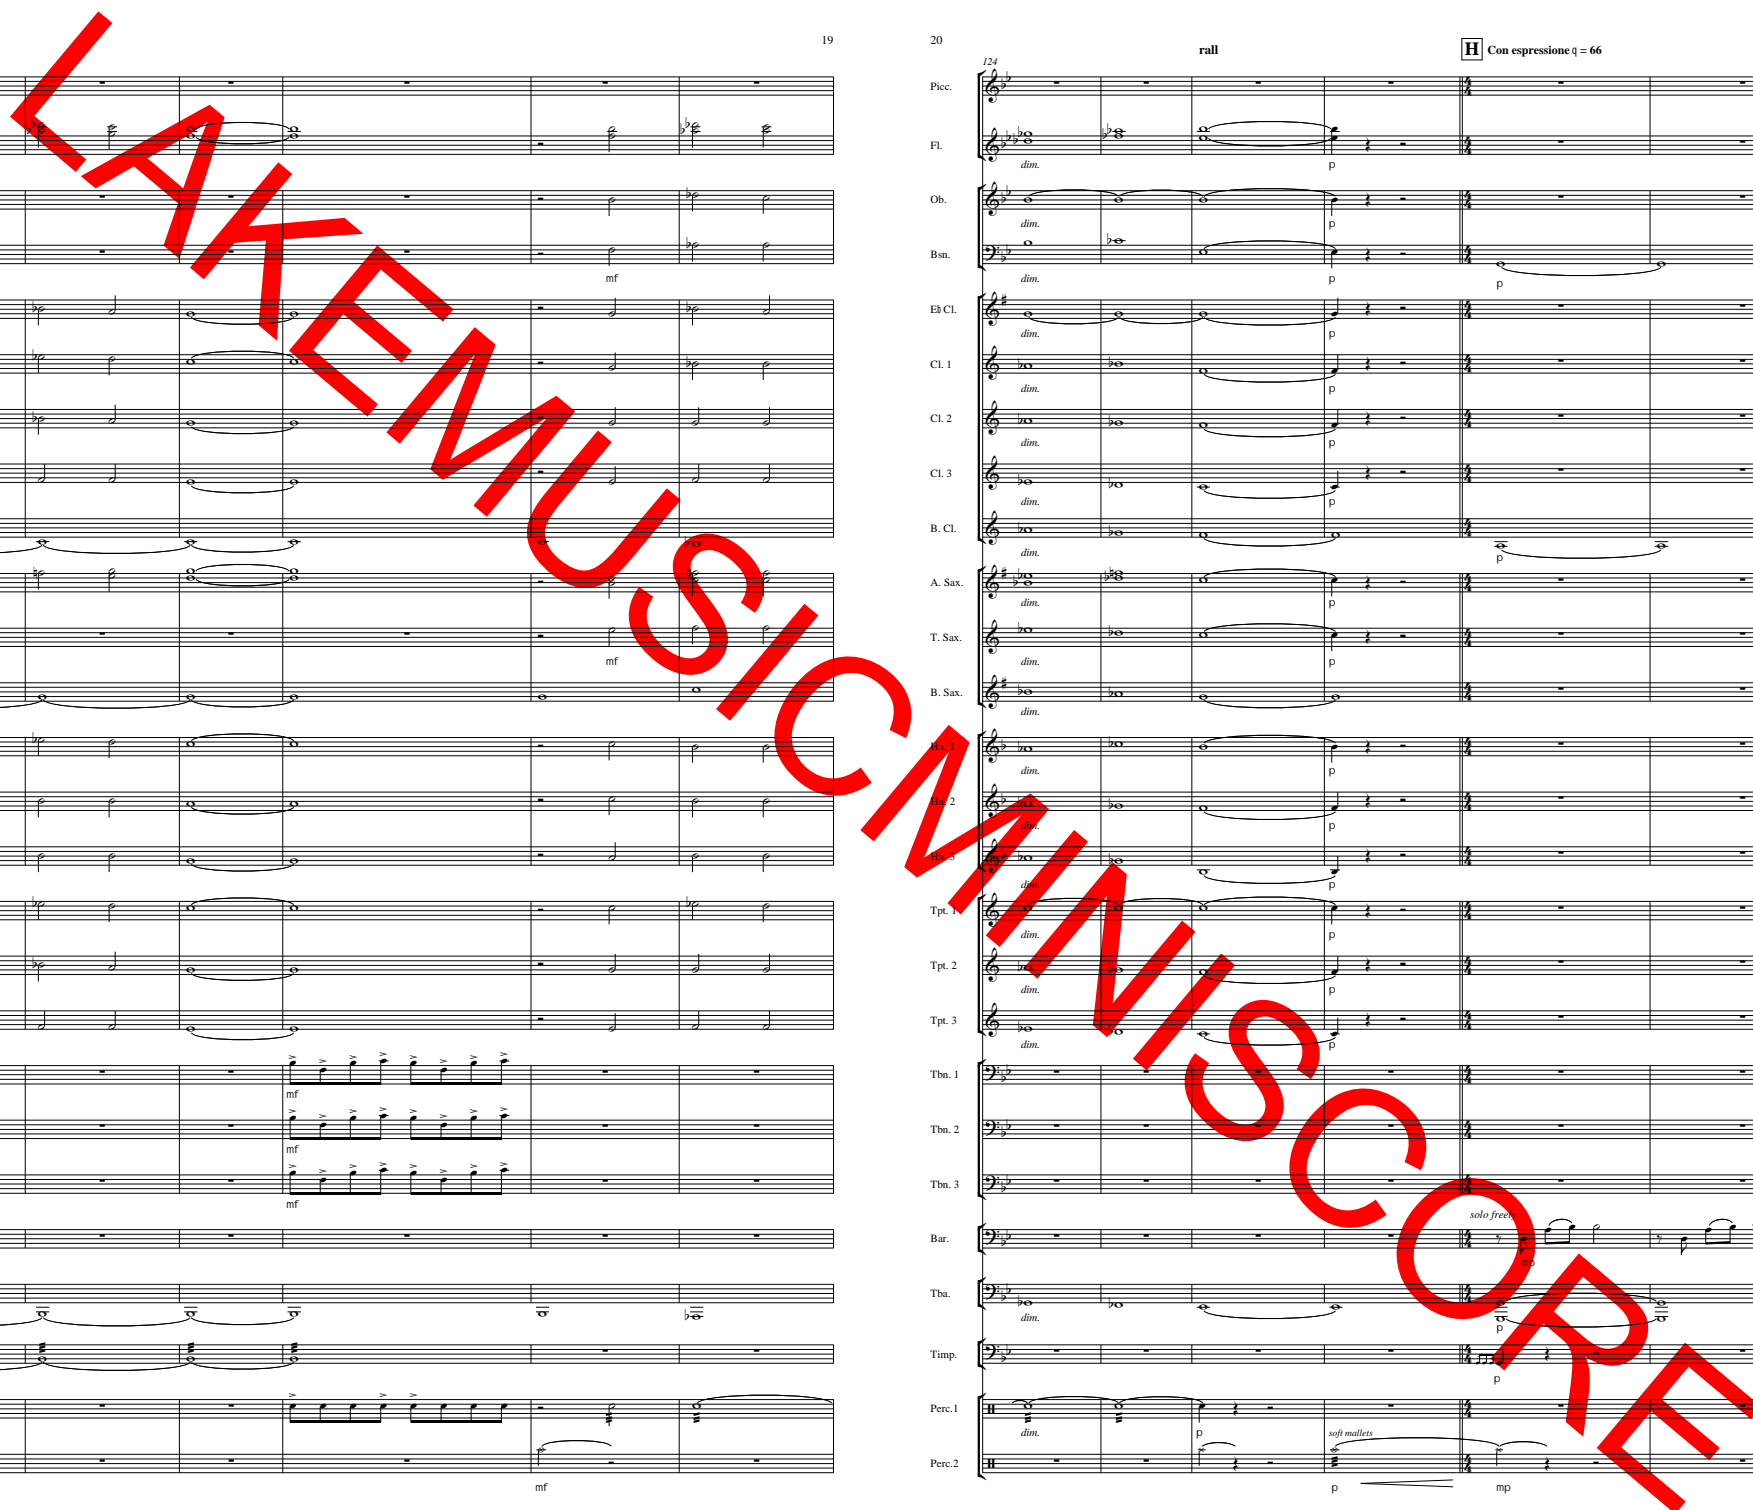 19
mf
mf
mf
mf
mf
mf
20
rall
H Con espressione q = 66
124
Picc.
Fl.
dim. p
Ob.
dim. p
Bsn.
dim. p p
E♭ Cl.
dim. p
Cl. 1
dim. p
Cl. 2
dim. p
Cl. 3
dim. p
B. Cl.
dim. p
A. Sax.
dim. p
T. Sax.
dim. p
B. Sax.
dim.
Hn. 1
dim. p
Hn. 2
dim. p
Hn. 3
dim. p
Tpt. 1
dim. p
Tpt. 2
dim. p
Tpt. 3
dim. p
Tbn. 1
Tbn. 2
Tbn. 3
solo freely
Bar.
mp
Tba.
dim. p
Timp.
p
Perc.1
dim. p soft mallets
Perc.2
p mp
LAKEMUSICMINISCORE